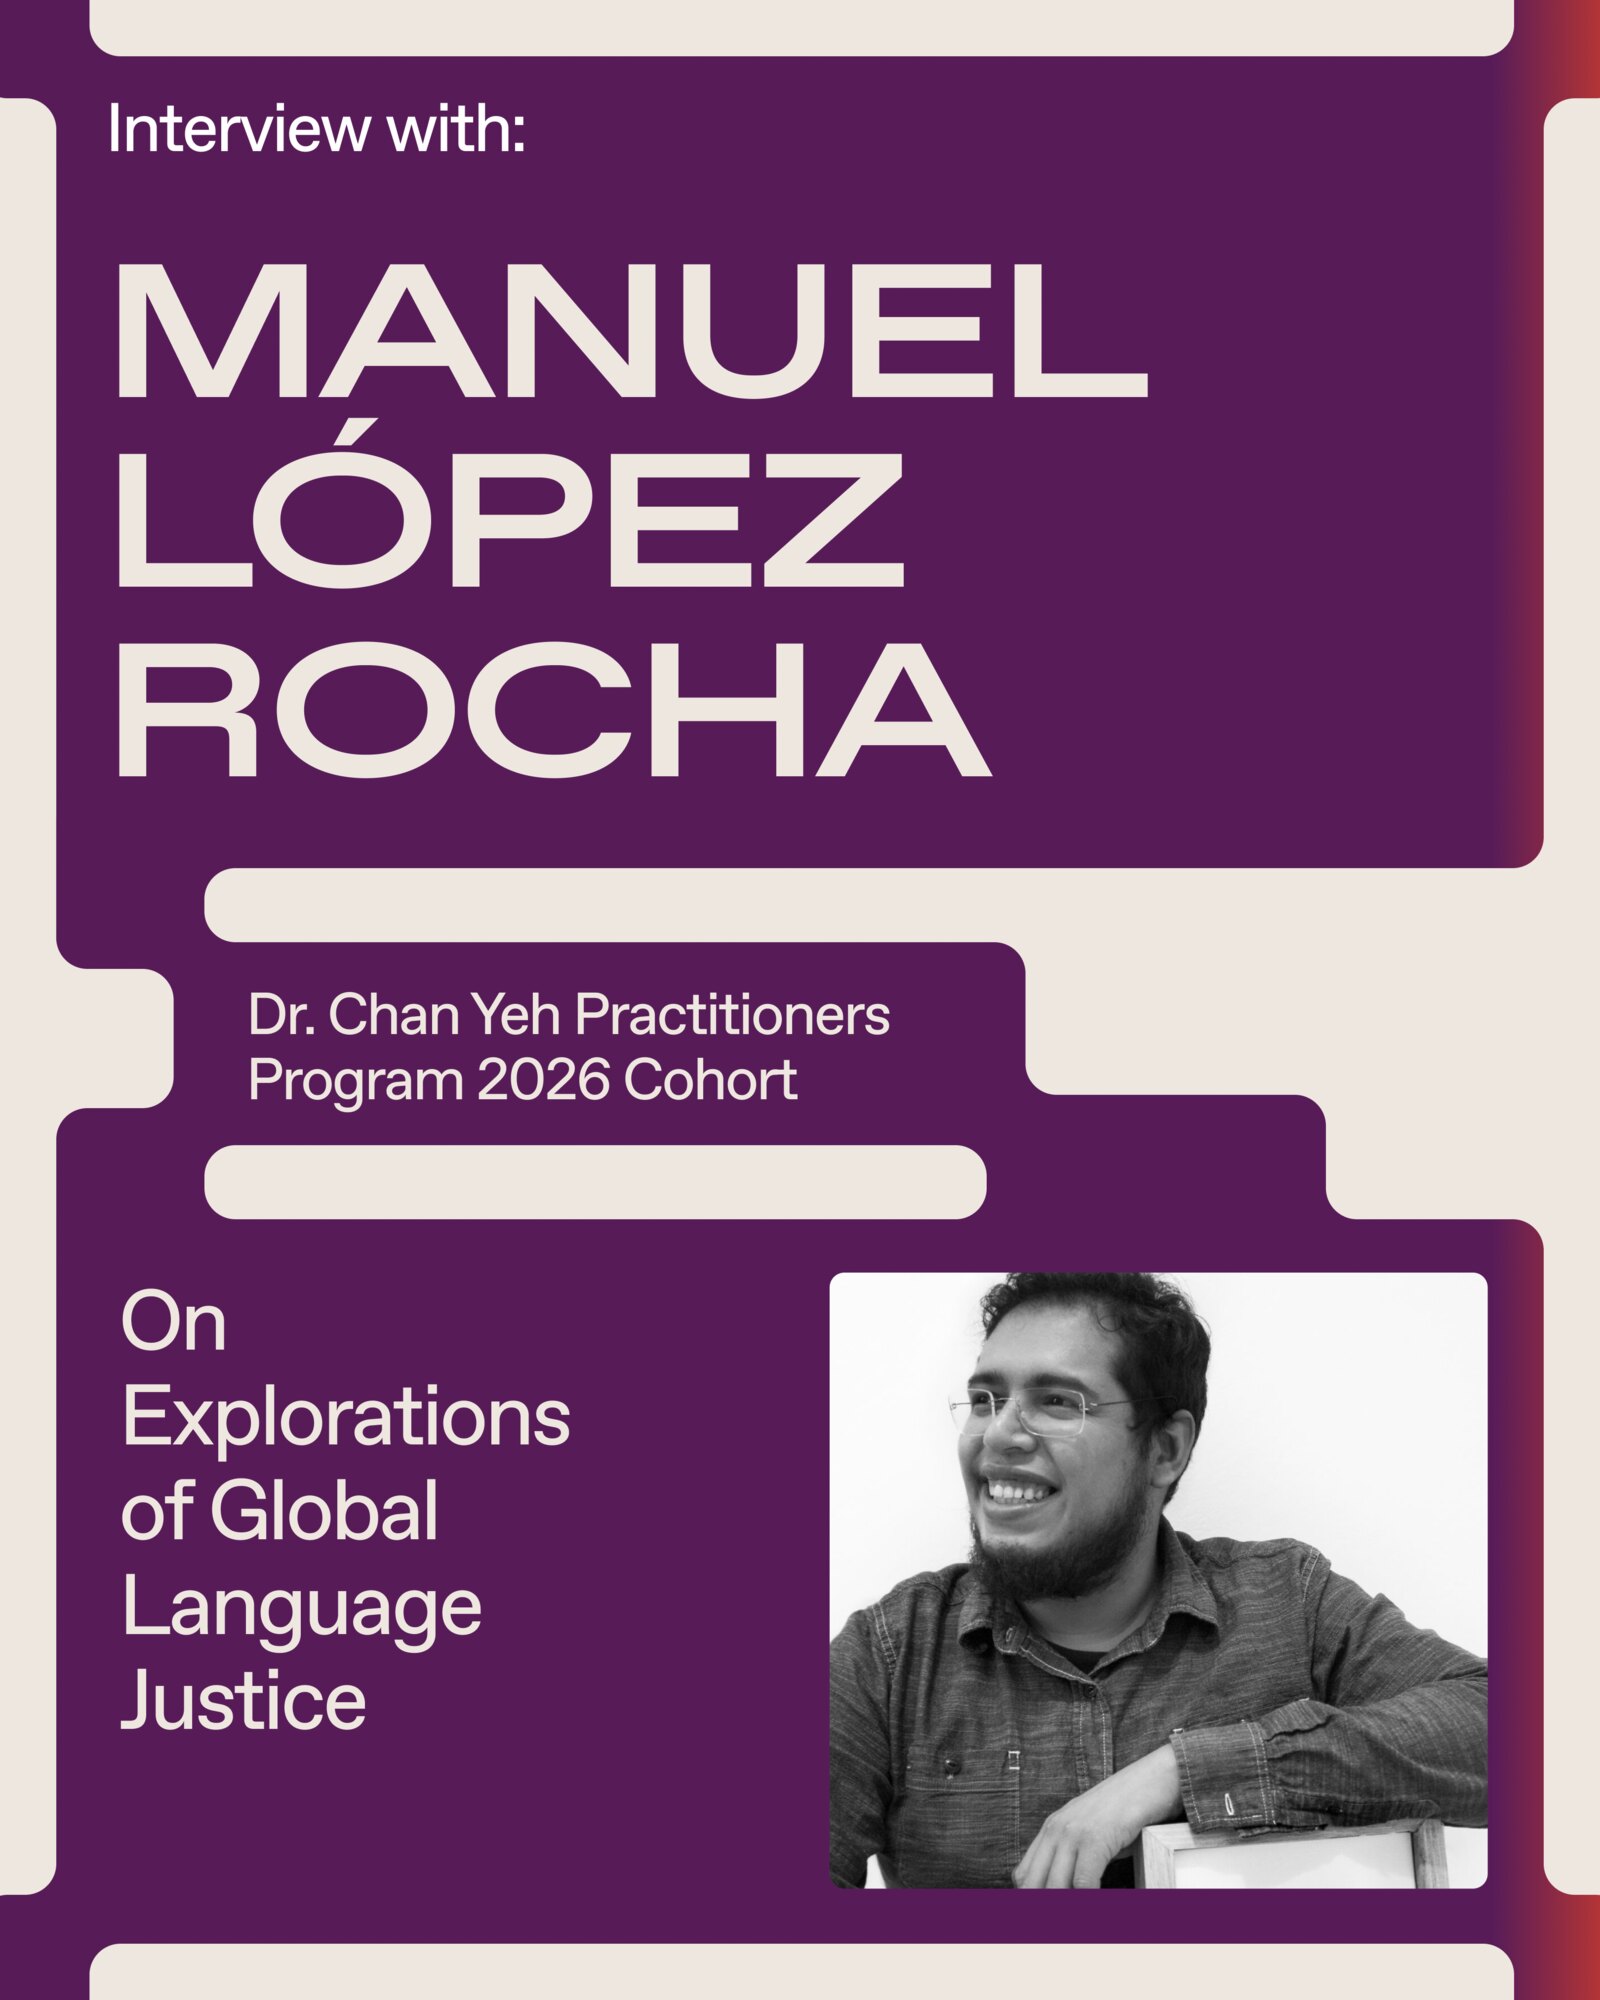 Interview with:
MANUEL
LÓPEZ
ROCHA
Dr. Chan Yeh Practitioners
Program 2026 Cohort
On
Explorations
of Global
Language
Justice